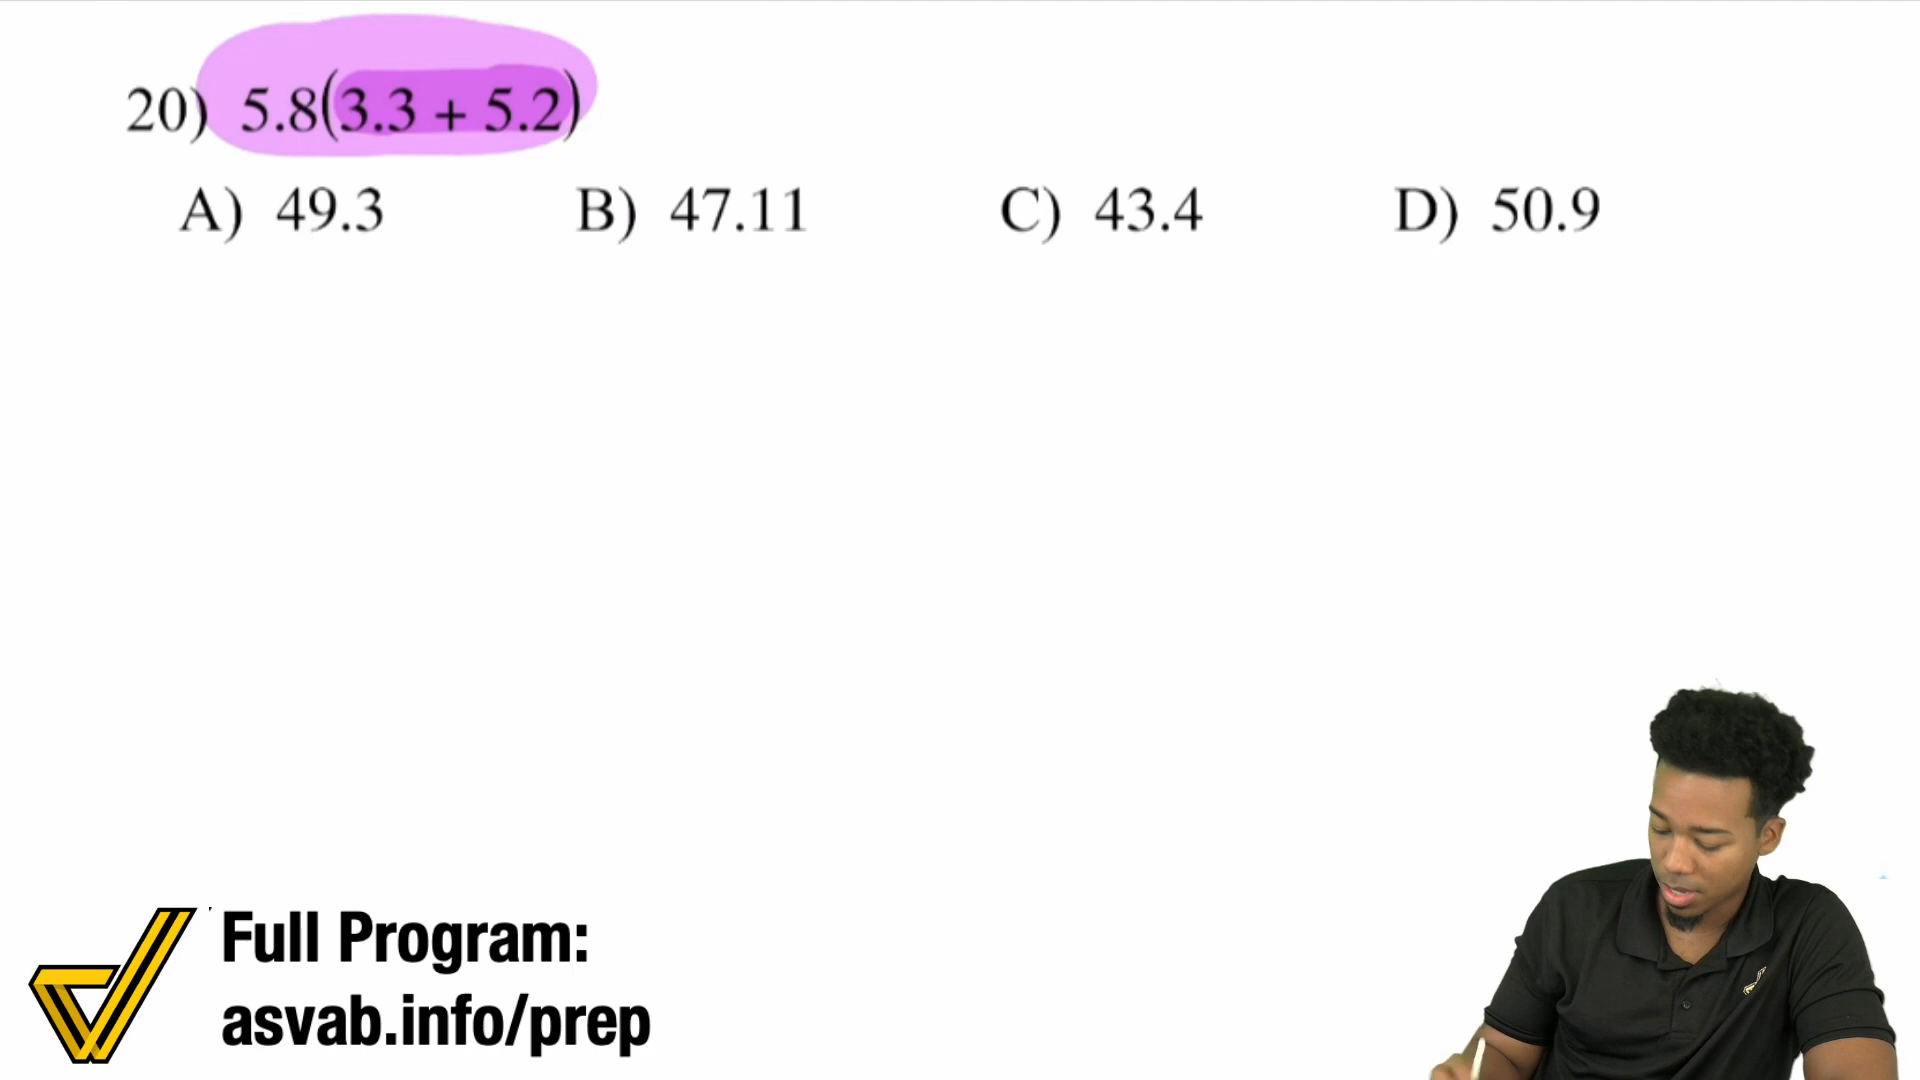 20) 5.8(3.3 + 5.2)
A) 49.3 B) 47.11 C) 43.4 D) 50.9
Full Program:
asvab.info/prep